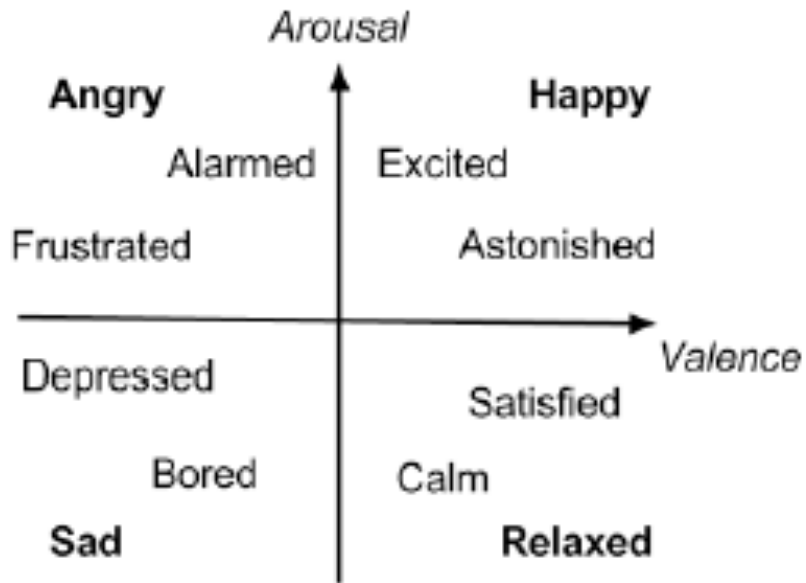 Arousal
Angry Happy
Alarmed Excited
Frustrated Astonished
Valence
Depressed
Satisfied
Bored Calm
Sad Relaxed